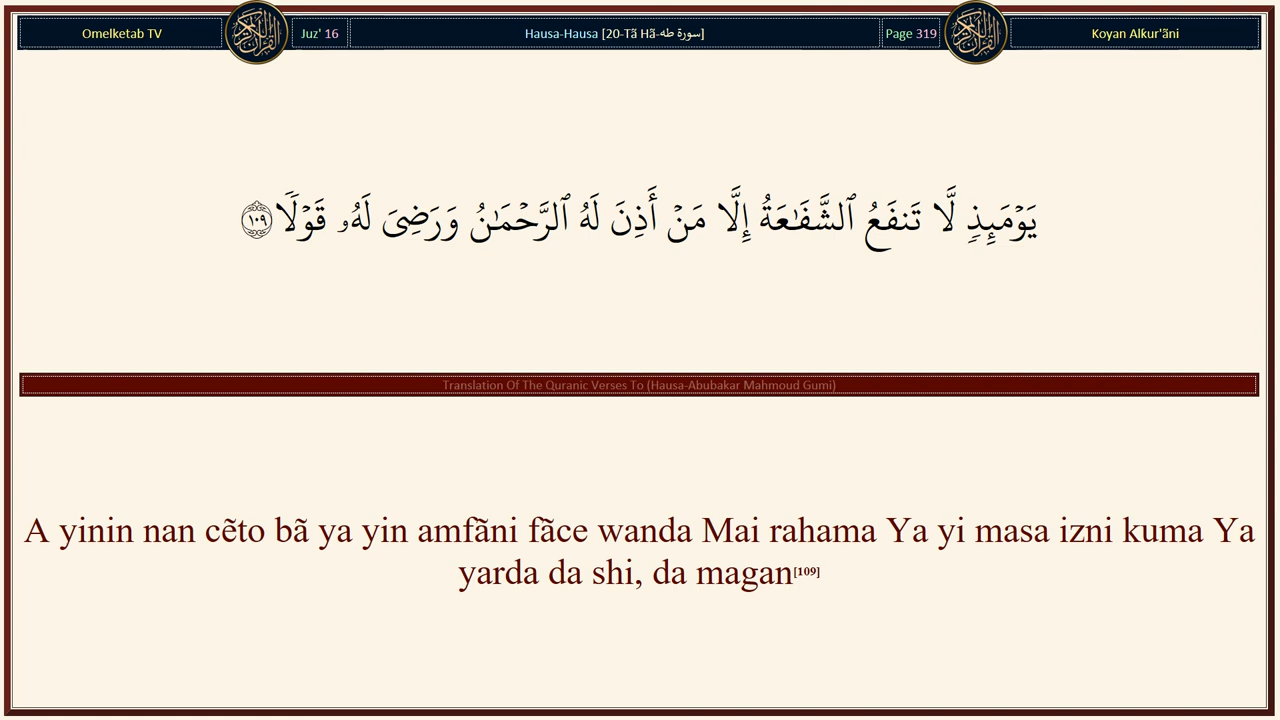 Omelketab TV
Juz' 16
Hausa-Hausa [20-Tã Hã-سورة طه]
Page 319
Koyan Alƙur'ãni
يَوۡمَئِذٖ لَّا تَنفَعُ ٱلشَّفَٰعَةُ إِلَّا مَنۡ أَذِنَ لَهُ ٱلرَّحۡمَٰنُ وَرَضِيَ لَهُۥ قَوۡلٗا ١٠٩
Translation Of The Quranic Verses To (Hausa-Abubakar Mahmoud Gumi)
A yinin nan cẽto bã ya yin amfãni fãce wanda Mai rahama Ya yi masa izni kuma Ya
yarda da shi, da magan[109]